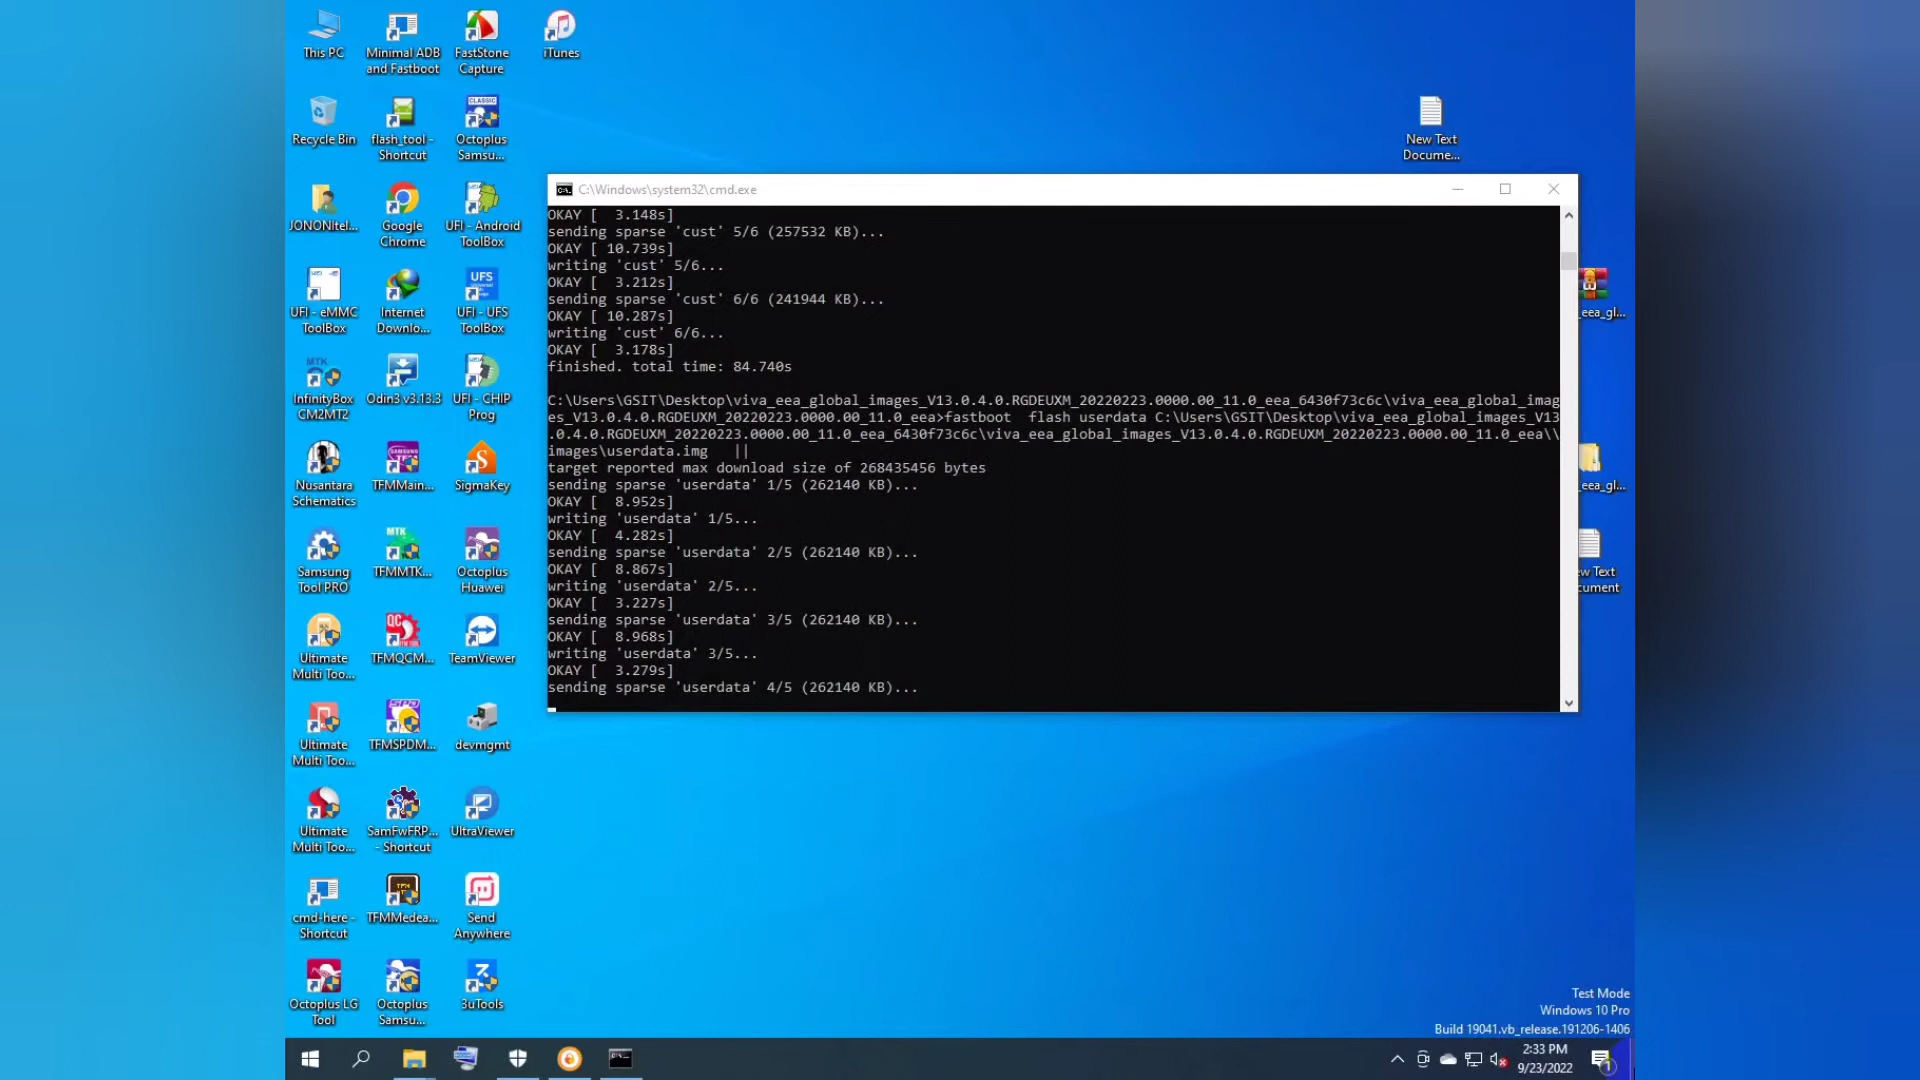 This PC
Minimal ADB
and Fastboot
FastStone
Capture
iTunes
Recycle Bin
flash_tool -
Shortcut
CLASSIC
Octoplus
Samsu...
New Text
Docume...
JONONItel...
Google
Chrome
UFI - Android
ToolBox
UFI - eMMC
ToolBox
Internet
Downlo...
UFS
UFI - UFS
ToolBox
MTK
InfinityBox
CM2MT2
Odin3 v3.13.3
UFI - CHIP
Prog
Nusantara
Schematics
SAMSUNG
TFMMain...
SigmaKey
Samsung
Tool PRO
MTK
TFMMTK...
Octoplus
Huawei
Ultimate
Multi Too...
QC
TFMQCM...
TeamViewer
Ultimate
Multi Too...
TFMSPDM...
devmgmt
Ultimate
Multi Too...
SamFwFRP...
- Shortcut
UltraViewer
cmd-here -
Shortcut
TFMMedea...
Send
Anywhere
Octoplus LG
Tool
Octoplus
Samsu...
3uTools
C:\Windows\system32\cmd.exe
OKAY [  3.148s]
sending sparse 'cust' 5/6 (257532 KB)...
OKAY [ 10.739s]
writing 'cust' 5/6...
OKAY [  3.212s]
sending sparse 'cust' 6/6 (241944 KB)...
OKAY [ 10.287s]
writing 'cust' 6/6...
OKAY [  3.178s]
finished. total time: 84.740s
C:\Users\GSIT\Desktop\viva_eea_global_images_V13.0.4.0.RGDEUXM_20220223.0000.00_11.0_eea_6430f73c6c\viva_eea_global_imag
es_V13.0.4.0.RGDEUXM_20220223.0000.00_11.0_eea>fastboot  flash userdata C:\Users\GSIT\Desktop\viva_eea_global_images_V13
.0.4.0.RGDEUXM_20220223.0000.00_11.0_eea_6430f73c6c\viva_eea_global_images_V13.0.4.0.RGDEUXM_20220223.0000.00_11.0_eea\\
images\userdata.img   ||
target reported max download size of 268435456 bytes
sending sparse 'userdata' 1/5 (262140 KB)...
OKAY [  8.952s]
writing 'userdata' 1/5...
OKAY [  4.282s]
sending sparse 'userdata' 2/5 (262140 KB)...
OKAY [  8.867s]
writing 'userdata' 2/5...
OKAY [  3.227s]
sending sparse 'userdata' 3/5 (262140 KB)...
OKAY [  8.968s]
writing 'userdata' 3/5...
OKAY [  3.279s]
sending sparse 'userdata' 4/5 (262140 KB)...
_eea_gl...
_eea_gl...
ew Text
cument
Test Mode
Windows 10 Pro
Build 19041.vb_release.191206-1406
2:33 PM
9/23/2022
1